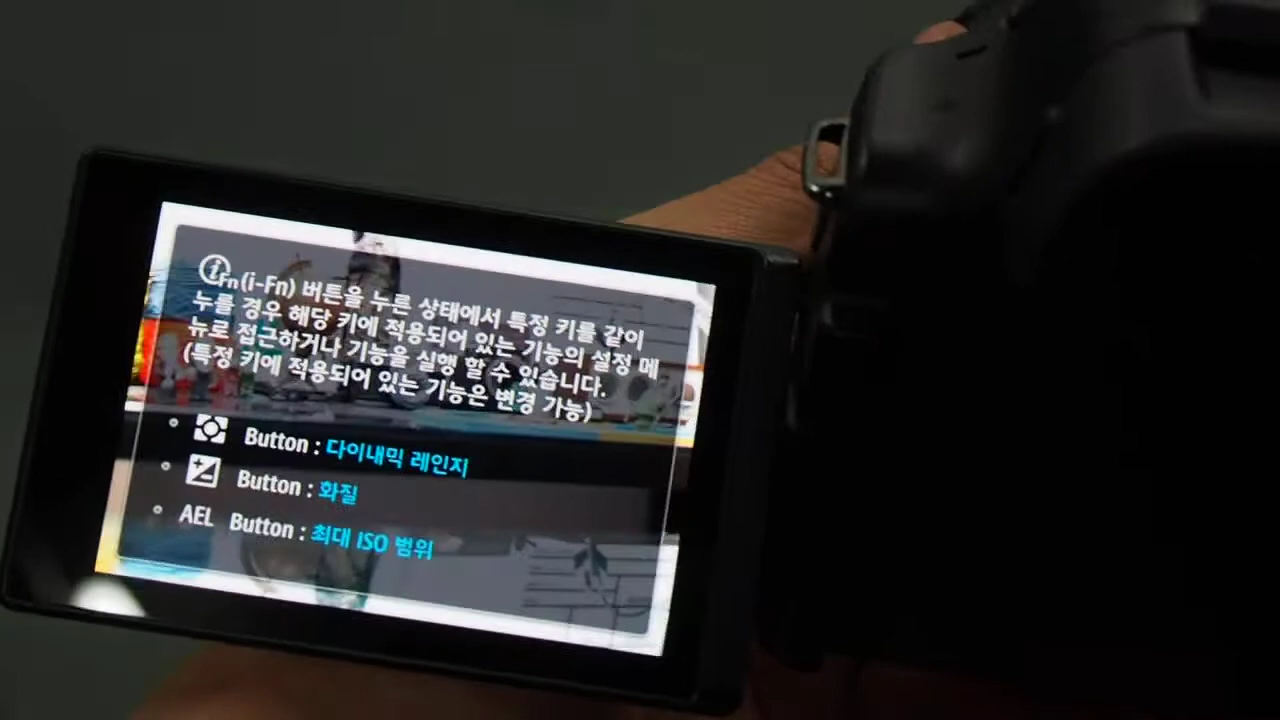 iFn(i-Fn) 버튼을 누른 상태에서 특정 키를 같이
누를 경우 해당 키에 적용되어 있는 기능의 설정 메
뉴로 접근하거나 기능을 실행 할 수 있습니다.
(특정 키에 적용되어 있는 기능은 변경 가능)
Button : 다이내믹 레인지
Button : 화질
AEL Button : 최대 ISO 범위